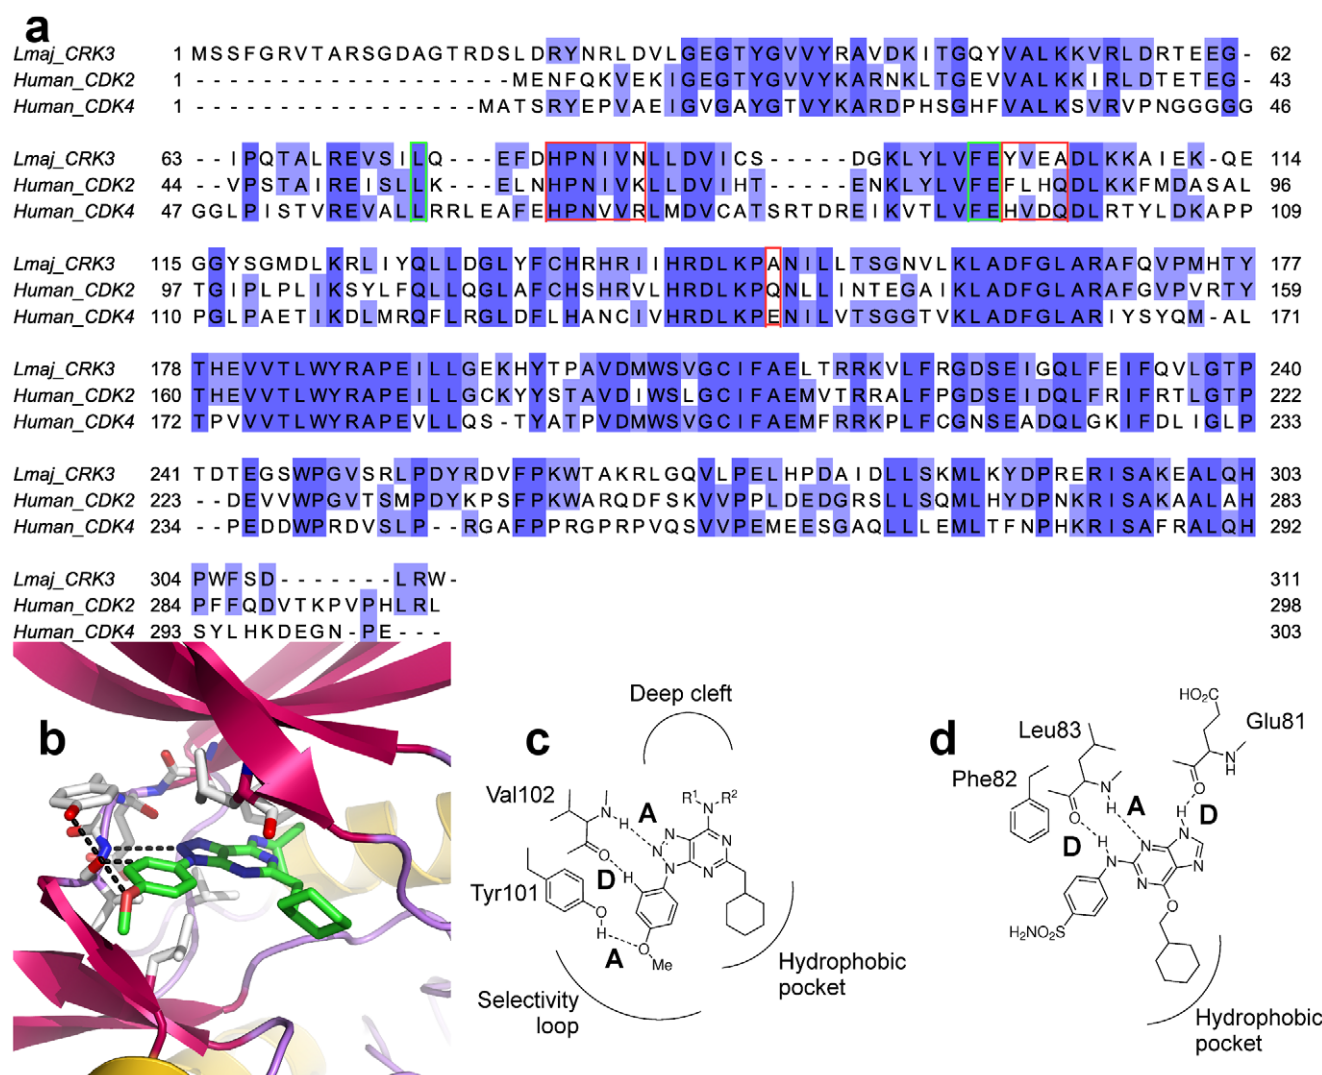 a
Lmaj_CRK3 1 MSSFGRVTARSGDAGTRDSLDRYNRLDVLGEGTYGVVYRAVDKITGQYVALKKVRLDRTEEG- 62
Human_CDK2 1 -------------------MENFQKVEKIGEGTYGVVYKARNKLTGEVVALKKIRLDTETEG- 43
Human_CDK4 1 -----------------MATSRYEPVAEIGVGAYGTVYKARDPHSGHFVALKSVRVPNGGGGG 46
Lmaj_CRK3 63 --IPQTALREVSILQ---EFDHPNIVNLLDVICS-----DGKLYLVFEYVEADLKKAIEK-QE 114
Human_CDK2 44 --VPSTAIREISLLK---ELNHPNIVKLLDVIHT-----ENKLYLVFEFLHQDLKKFMDASAL 96
Human_CDK4 47 GGLPISTVREVALLRRLEAFEHPNVVRLMDVCATSRTDREIKVTLVFEHVDQDLRTYLDKAPP 109
Lmaj_CRK3 115 GGYSGMDLKRLIYQLLDGLYFCHRHRIIHRDLKPANILLTSGNVLKLADFGLARAFQVPMHTY 177
Human_CDK2 97 TGIPLPLIKSYLFQLLQGLAFCHSHRVLHRDLKPQNLLINTEGAIKLADFGLARAFGVPVRTY 159
Human_CDK4 110 PGLPAETIKDLMRQFLRGLDFLHANCIVHRDLKPENILVTSGGTVKLADFGLARIYSYQM-AL 171
Lmaj_CRK3 178 THEVVTLWYRAPEILLGEKHYTPAVDMWSVGCIFAELTRRKVLFRGDSEIGQLFEIFQVLGTP 240
Human_CDK2 160 THEVVTLWYRAPEILLGCKYYSTAVDIWSLGCIFAEMVTRRALFPGDSEIDQLFRIFRTLGTP 222
Human_CDK4 172 TPVVVTLWYRAPEVLLQS-TYATPVDMWSVGCIFAEMFRRKPLFCGNSEADQLGKIFDLIGLP 233
Lmaj_CRK3 241 TDTEGSWPGVSRLPDYRDVFPKWTAKRLGQVLPELHPDAIDLLSKMLKYDPRERISAKEALQH 303
Human_CDK2 223 --DEVVWPGVTSMPDYKPSFPKWARQDFSKVVPPLDEDGRSLLSQMLHYDPNKRISAKAALAH 283
Human_CDK4 234 --PEDDWPRDVSLP--RGAFPPRGPRPVQSVVPEMEESGAQLLLEMLTFNPHKRISAFRALQH 292
Lmaj_CRK3 304 PWFSD-------LRW- 311
Human_CDK2 284 PFFQDVTKPVPHLRL 298
Human_CDK4 293 SYLHKDEGN-PE--- 303
b
c
Deep cleft
Val102
R1 R2
N N
H A
N N
N N N
O
D H
Tyr101
O
H
A O
Me
Selectivity
loop
Hydrophobic
pocket
d
HO2C
Leu83
Glu81
Phe82
N
N H
H
O
O A
H D
D H N
N N
HN N N
H2NO2S
O
Hydrophobic
pocket